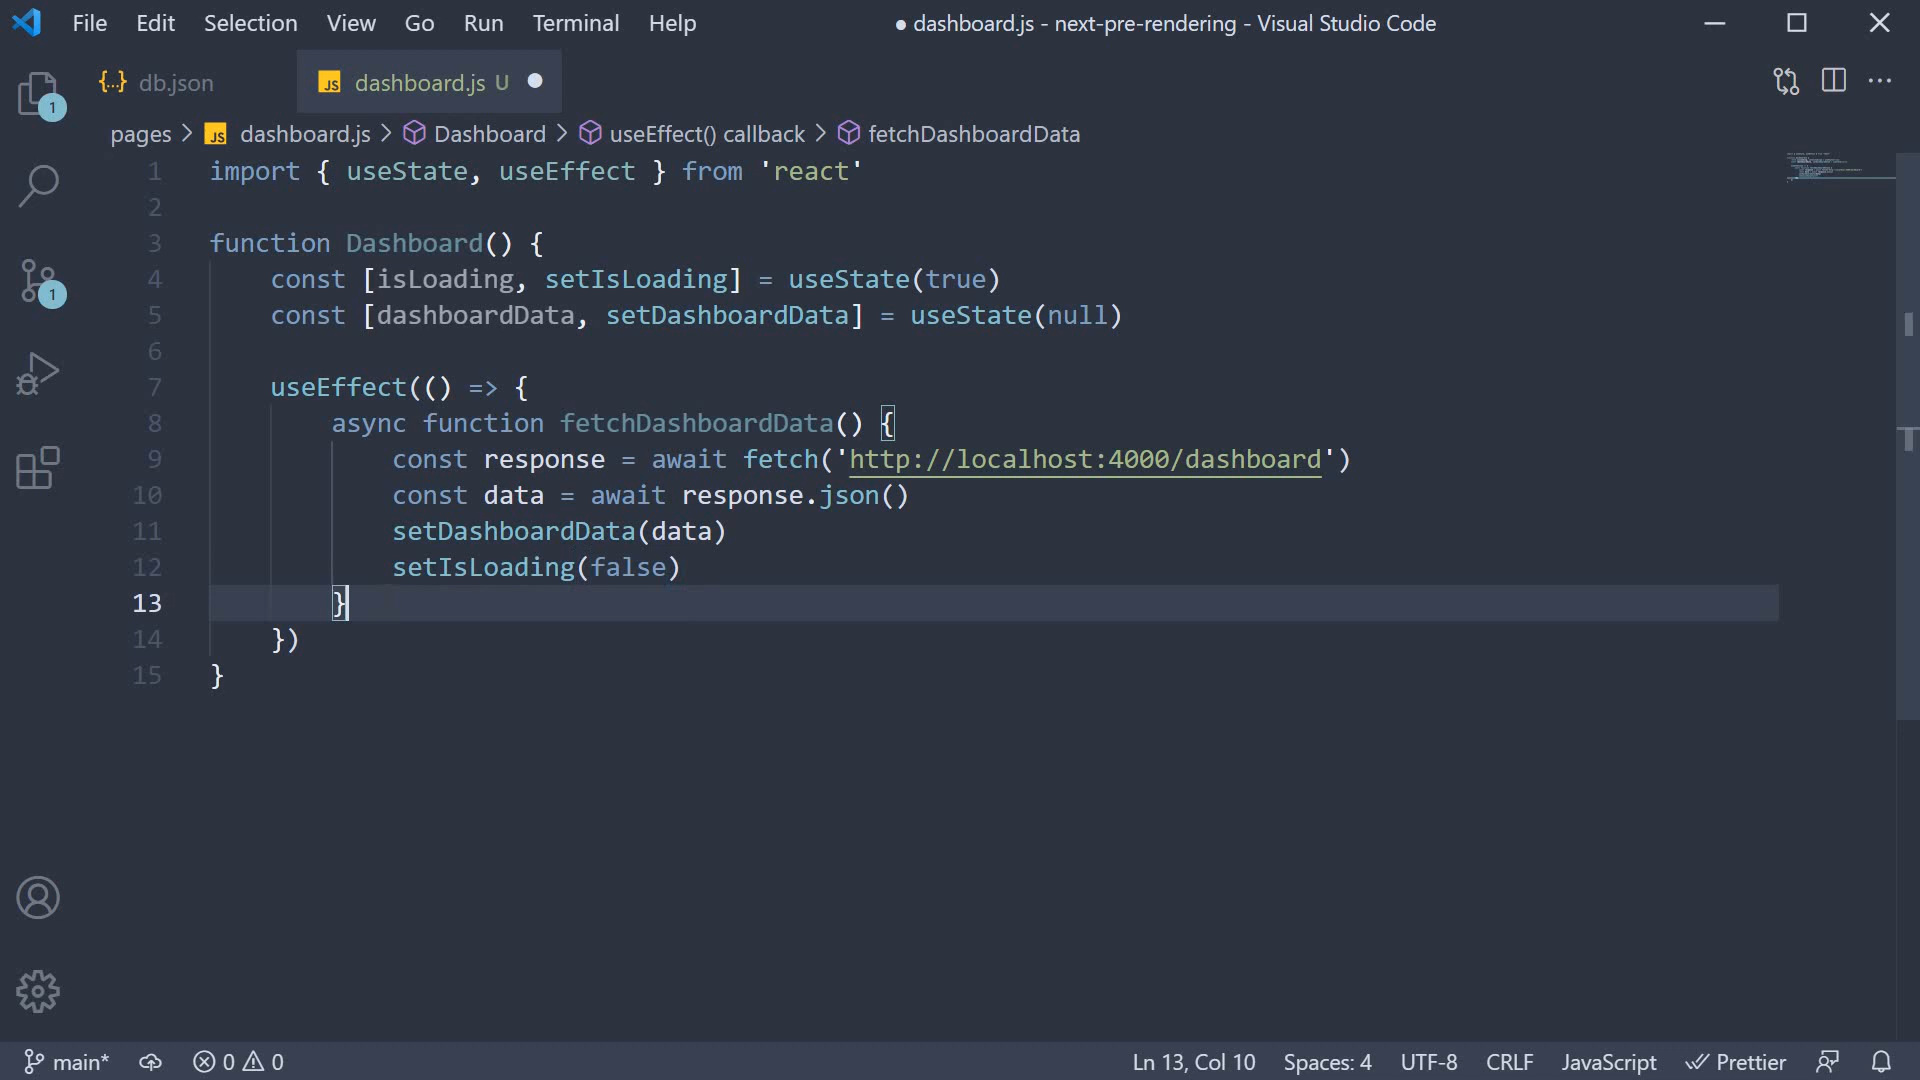 File Edit Selection View Go Run Terminal Help ● dashboard.js - next-pre-rendering - Visual Studio Code
{..} db.json JS dashboard.js U
pages > JS dashboard.js > Dashboard > useEffect() callback > fetchDashboardData
1 import { useState, useEffect } from 'react'
2
3 function Dashboard() {
4     const [isLoading, setIsLoading] = useState(true)
5     const [dashboardData, setDashboardData] = useState(null)
6
7     useEffect(() => {
8         async function fetchDashboardData() {
9             const response = await fetch('http://localhost:4000/dashboard')
10             const data = await response.json()
11             setDashboardData(data)
12             setIsLoading(false)
13         }
14     })
15 }
1
1
main* 0 0 Ln 13, Col 10 Spaces: 4 UTF-8 CRLF JavaScript Prettier